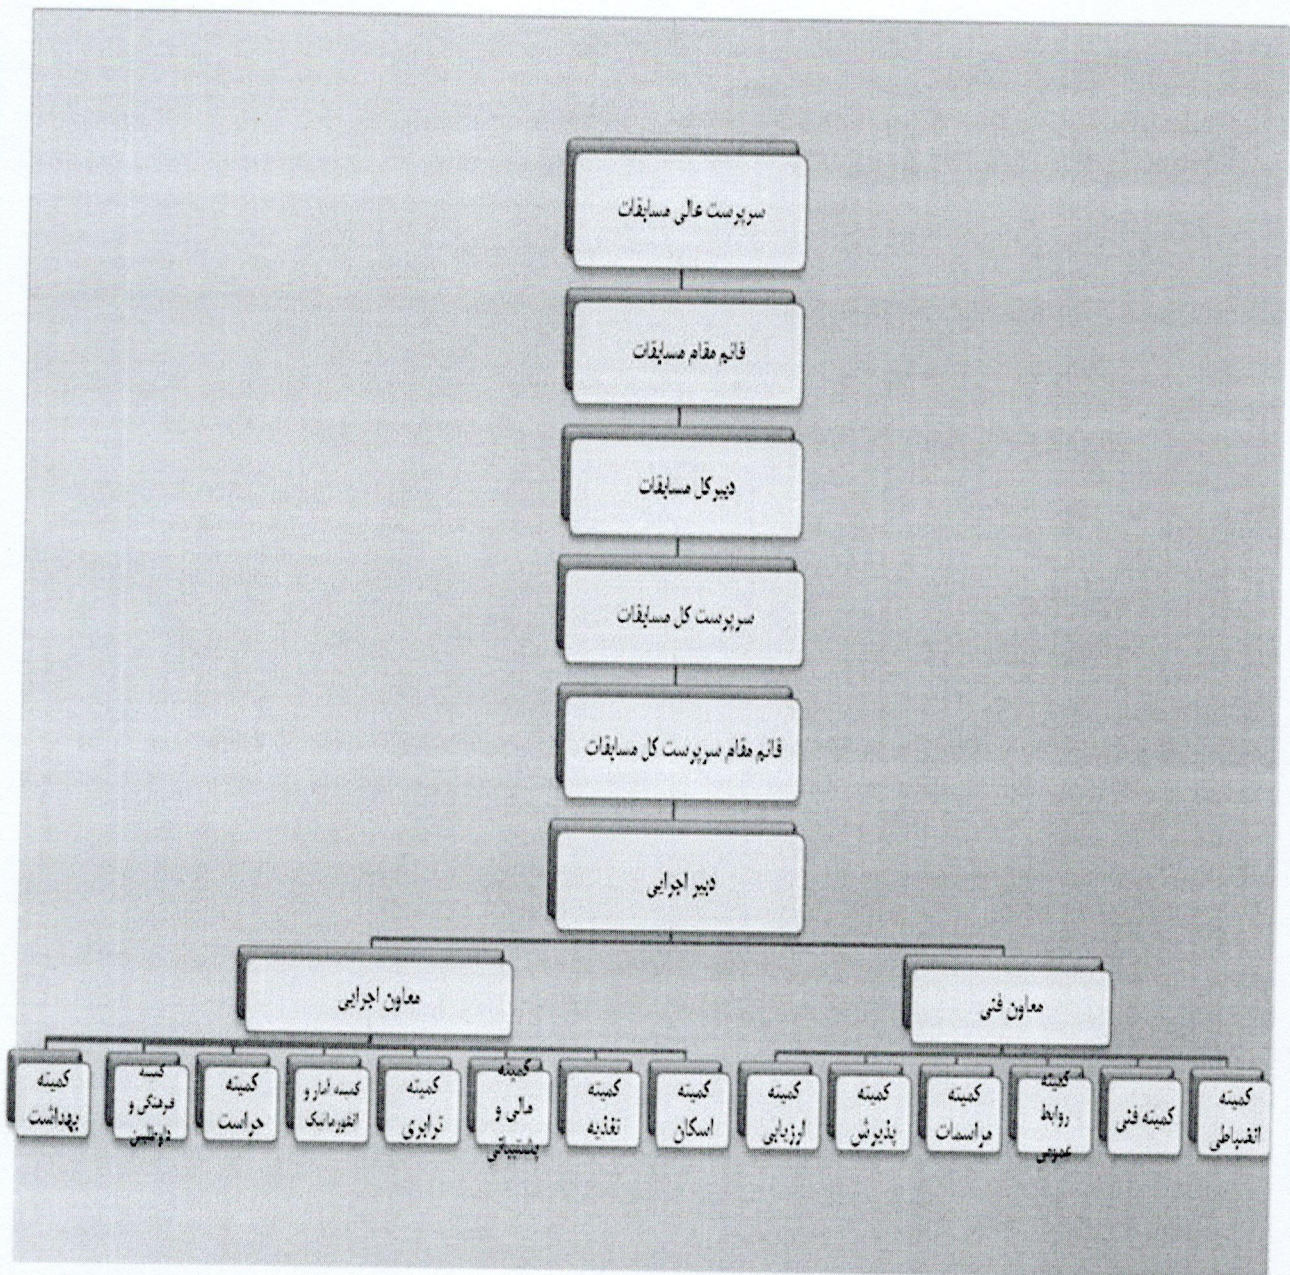 سرپرست عالی مسابقات
قائم مقام مسابقات
دبیرکل مسابقات
سرپرست کل مسابقات
قائم مقام سرپرست کل مسابقات
دبیر اجرایی
معاون فنی
معاون اجرایی
کمیته
انضباطی
کمیته فنی
کمیته
روابط
عمومی
کمیته
مراسمات
کمیته
پذیرش
کمیته
ارزیابی
کمیته
اسکان
کمیته
تغذیه
کمیته
مالی و
پشتیبانی
کمیته
ترابری
کمیته آمار و
انفورماتیک
کمیته
حراست
کمیته
فرهنگی و
داوطلبین
کمیته
بهداشت